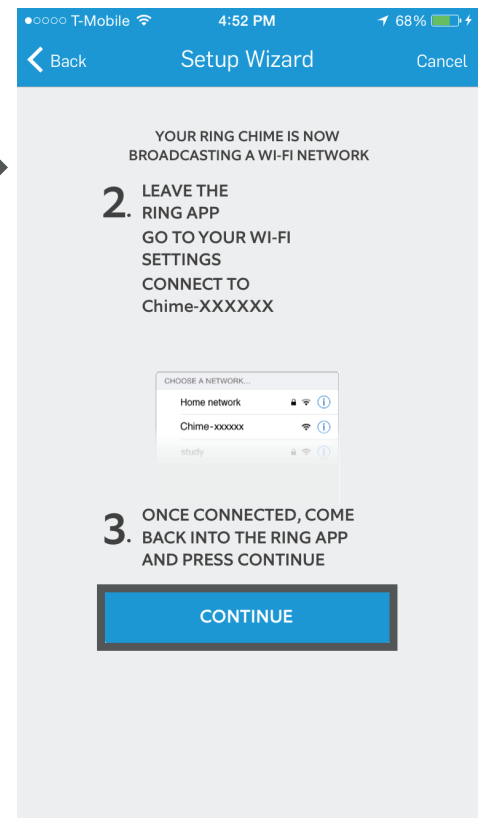 T-Mobile 4:52 PM 68%
Back Setup Wizard Cancel
YOUR RING CHIME IS NOW
BROADCASTING A WI-FI NETWORK
2. LEAVE THE
RING APP
GO TO YOUR WI-FI
SETTINGS
CONNECT TO
Chime-XXXXXX
CHOOSE A NETWORK...
Home network
Chime-xxxxxx
study
3. ONCE CONNECTED, COME
BACK INTO THE RING APP
AND PRESS CONTINUE
CONTINUE